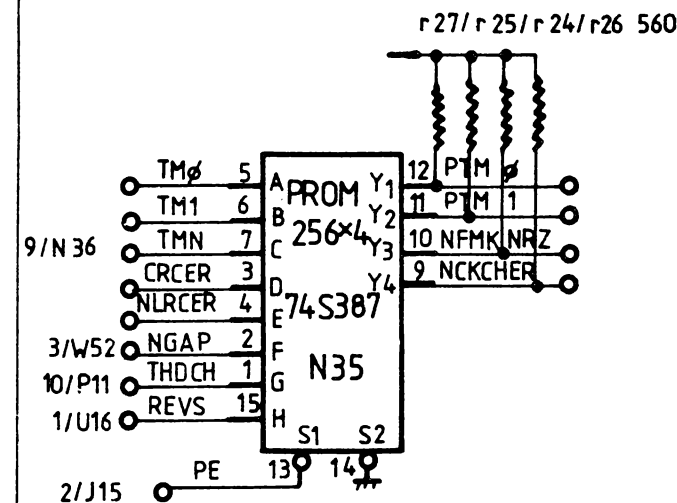 r27/r25/r24/r26 560
TMØ 5 A PROM Y1 12 PTM Ø
TM1 6 B 256×4 Y2 11 PTM 1
9/N36 TMN 7 C Y3 10 NFMK NRZ
CRCER 3 D Y4 9 NCKCHER
NLRCER 4 E 74S387
3/W52 NGAP 2 F
10/P11 THDCH 1 G N35
1/U16 REVS 15 H
S1 S2
2/J15 PE 13 14